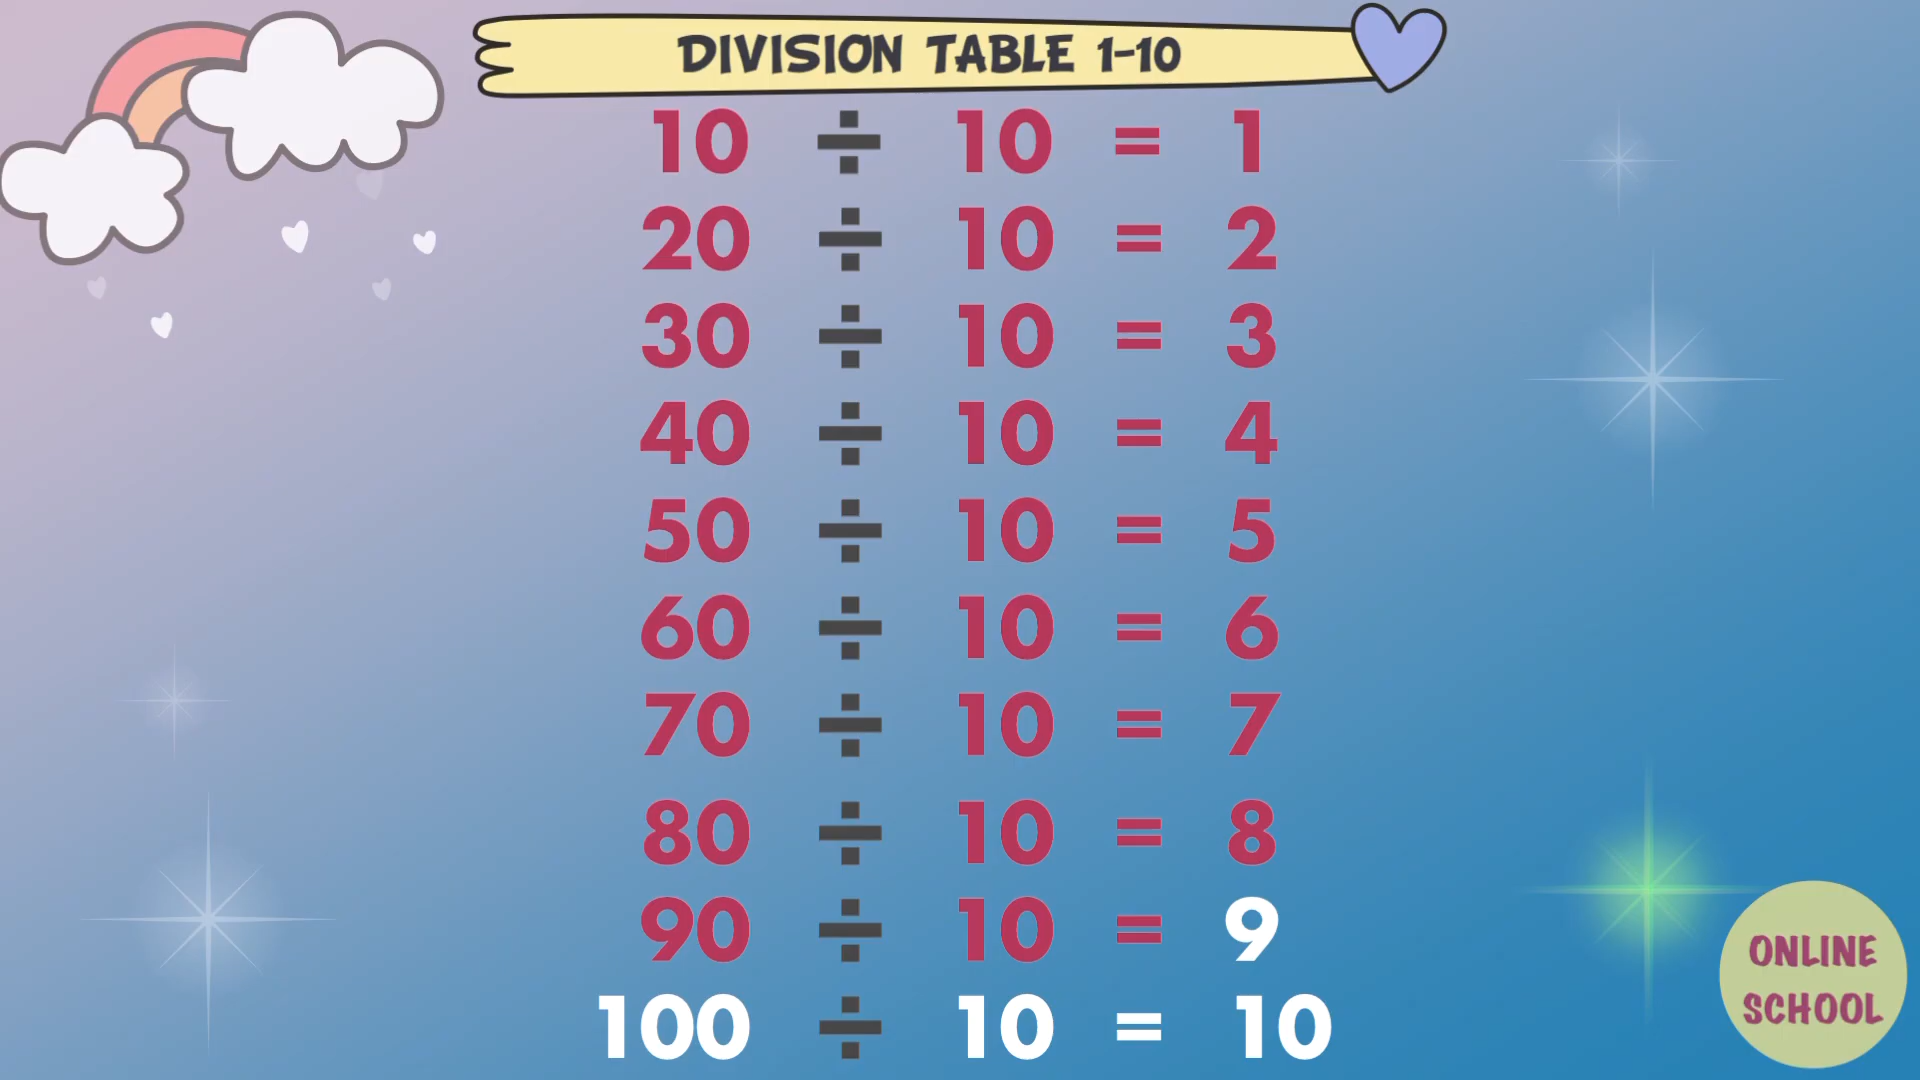 DIVISION TABLE 1-10
10 ÷ 10 = 1
20 ÷ 10 = 2
30 ÷ 10 = 3
40 ÷ 10 = 4
50 ÷ 10 = 5
60 ÷ 10 = 6
70 ÷ 10 = 7
80 ÷ 10 = 8
90 ÷ 10 = 9
100 ÷ 10 = 10
ONLINE
SCHOOL